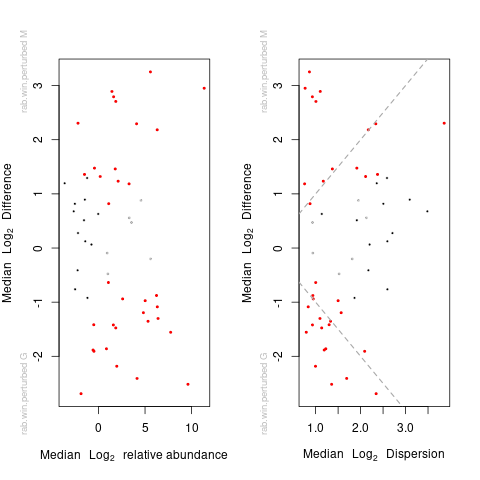 rab.win.perturbed M
rab.win.perturbed G
Median Log2 Difference
3
2
1
0
-1
-2
0
5
10
Median Log2 relative abundance
rab.win.perturbed M
rab.win.perturbed G
Median Log2 Difference
3
2
1
0
-1
-2
1.0
2.0
3.0
Median Log2 Dispersion